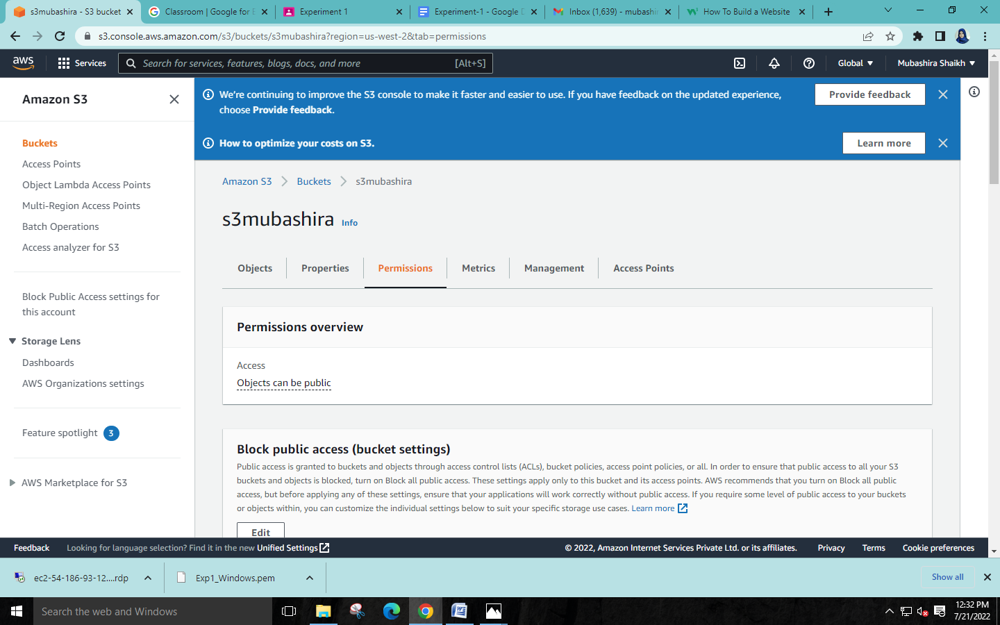 s3mubashira - S3 bucket
Classroom | Google for E
Experiment 1
Experiment-1 - Google D
Inbox (1,639) - mubashir
How To Build a Website
s3.console.aws.amazon.com/s3/buckets/s3mubashira?region=us-west-2&tab=permissions
aws
Services
Search for services, features, blogs, docs, and more
[Alt+S]
Global
Mubashira Shaikh
Amazon S3
Buckets
Access Points
Object Lambda Access Points
Multi-Region Access Points
Batch Operations
Access analyzer for S3
Block Public Access settings for
this account
Storage Lens
Dashboards
AWS Organizations settings
Feature spotlight 3
AWS Marketplace for S3
We're continuing to improve the S3 console to make it faster and easier to use. If you have feedback on the updated experience,
choose Provide feedback.
Provide feedback
How to optimize your costs on S3.
Learn more
Amazon S3
Buckets
s3mubashira
s3mubashira Info
Objects
Properties
Permissions
Metrics
Management
Access Points
Permissions overview
Access
Objects can be public
Block public access (bucket settings)
Public access is granted to buckets and objects through access control lists (ACLs), bucket policies, access point policies, or all. In order to ensure that public access to all your S3
buckets and objects is blocked, turn on Block all public access. These settings apply only to this bucket and its access points. AWS recommends that you turn on Block all public
access, but before applying any of these settings, ensure that your applications will work correctly without public access. If you require some level of public access to your buckets
or objects within, you can customize the individual settings below to suit your specific storage use cases. Learn more
Edit
Feedback
Looking for language selection? Find it in the new Unified Settings
© 2022, Amazon Internet Services Private Ltd. or its affiliates.
Privacy
Terms
Cookie preferences
ec2-54-186-93-12....rdp
Exp1_Windows.pem
Show all
Search the web and Windows
12:32 PM
7/21/2022